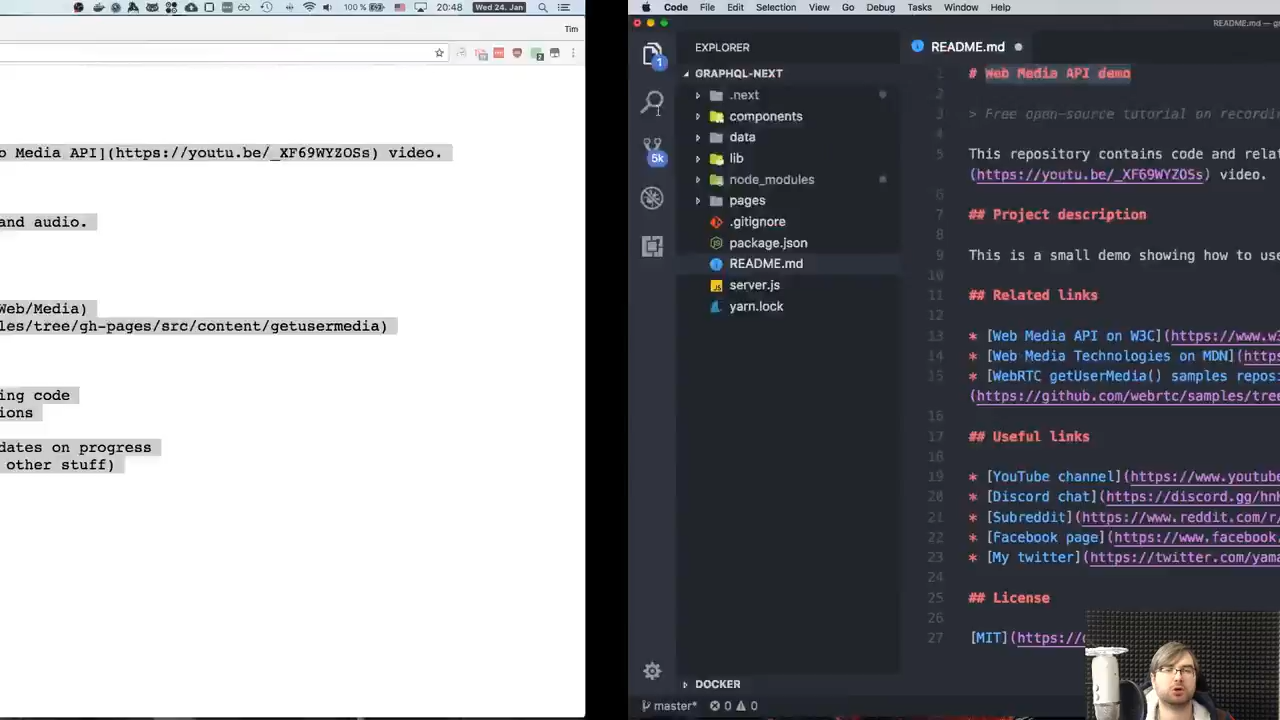 100 %
20:48
Wed 24. Jan
Tim
o Media API](https://youtu.be/_XF69WYZOSs) video.
and audio.
Web/Media)
les/tree/gh-pages/src/content/getusermedia)
ing code
ions
dates on progress
other stuff)
Code File Edit Selection View Go Debug Tasks Window Help
README.md
EXPLORER
README.md
1
GRAPHQL-NEXT
.next
components
data
lib
5k
node_modules
pages
.gitignore
package.json
README.md
server.js
yarn.lock
DOCKER
master* 0 0
1 # Web Media API demo
2
3 > Free open-source tutorial on recordin
4
5 This repository contains code and rela
(https://youtu.be/_XF69WYZOSs) video.
6
7 ## Project description
8
9 This is a small demo showing how to use
10
11 ## Related links
12
13 * [Web Media API on W3C](https://www.w3
14 * [Web Media Technologies on MDN](https
15 * [WebRTC getUserMedia() samples reposi
(https://github.com/webrtc/samples/tree
16
17 ## Useful links
18
19 * [YouTube channel](https://www.youtube
20 * [Discord chat](https://discord.gg/hnK
21 * [Subreddit](https://www.reddit.com/r/
22 * [Facebook page](https://www.facebook.
23 * [My twitter](https://twitter.com/yama
24
25 ## License
26
27 [MIT](https://